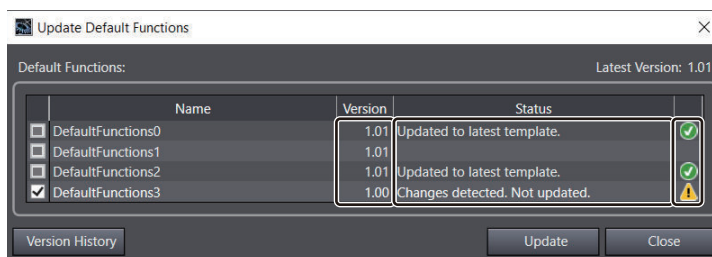 Update Default Functions
Default Functions: Latest Version: 1.01
Name Version Status
DefaultFunctions0 1.01 Updated to latest template.
DefaultFunctions1 1.01
DefaultFunctions2 1.01 Updated to latest template.
DefaultFunctions3 1.00 Changes detected. Not updated.
Version History Update Close